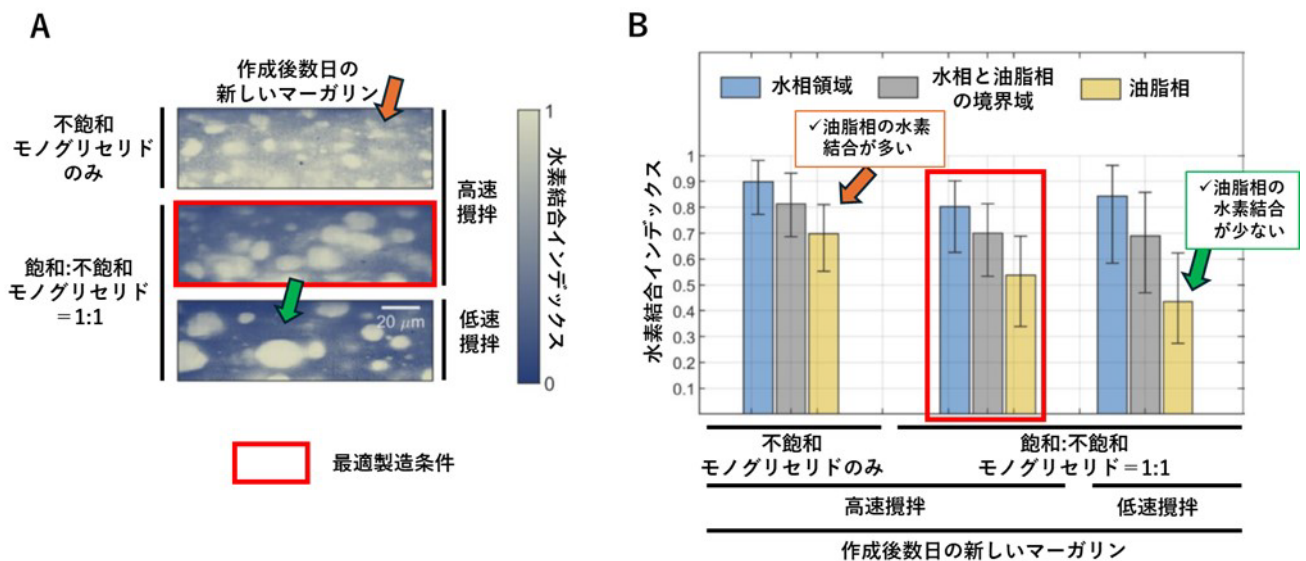 A
作成後数日の
新しいマーガリン
不飽和
モノグリセリド
のみ
飽和:不飽和
モノグリセリド
＝1:1
高速
攪拌
低速
攪拌
20 μm
1
0
水素結合インデックス
最適製造条件
B
水相領域
水相と油脂相
の境界域
油脂相
✓油脂相の水素
結合が多い
✓油脂相の
水素結合
が少ない
水素結合インデックス
1
0.9
0.8
0.7
0.6
0.5
0.4
0.3
0.2
0.1
不飽和
モノグリセリドのみ
飽和:不飽和
モノグリセリド＝1:1
高速攪拌
低速攪拌
作成後数日の新しいマーガリン